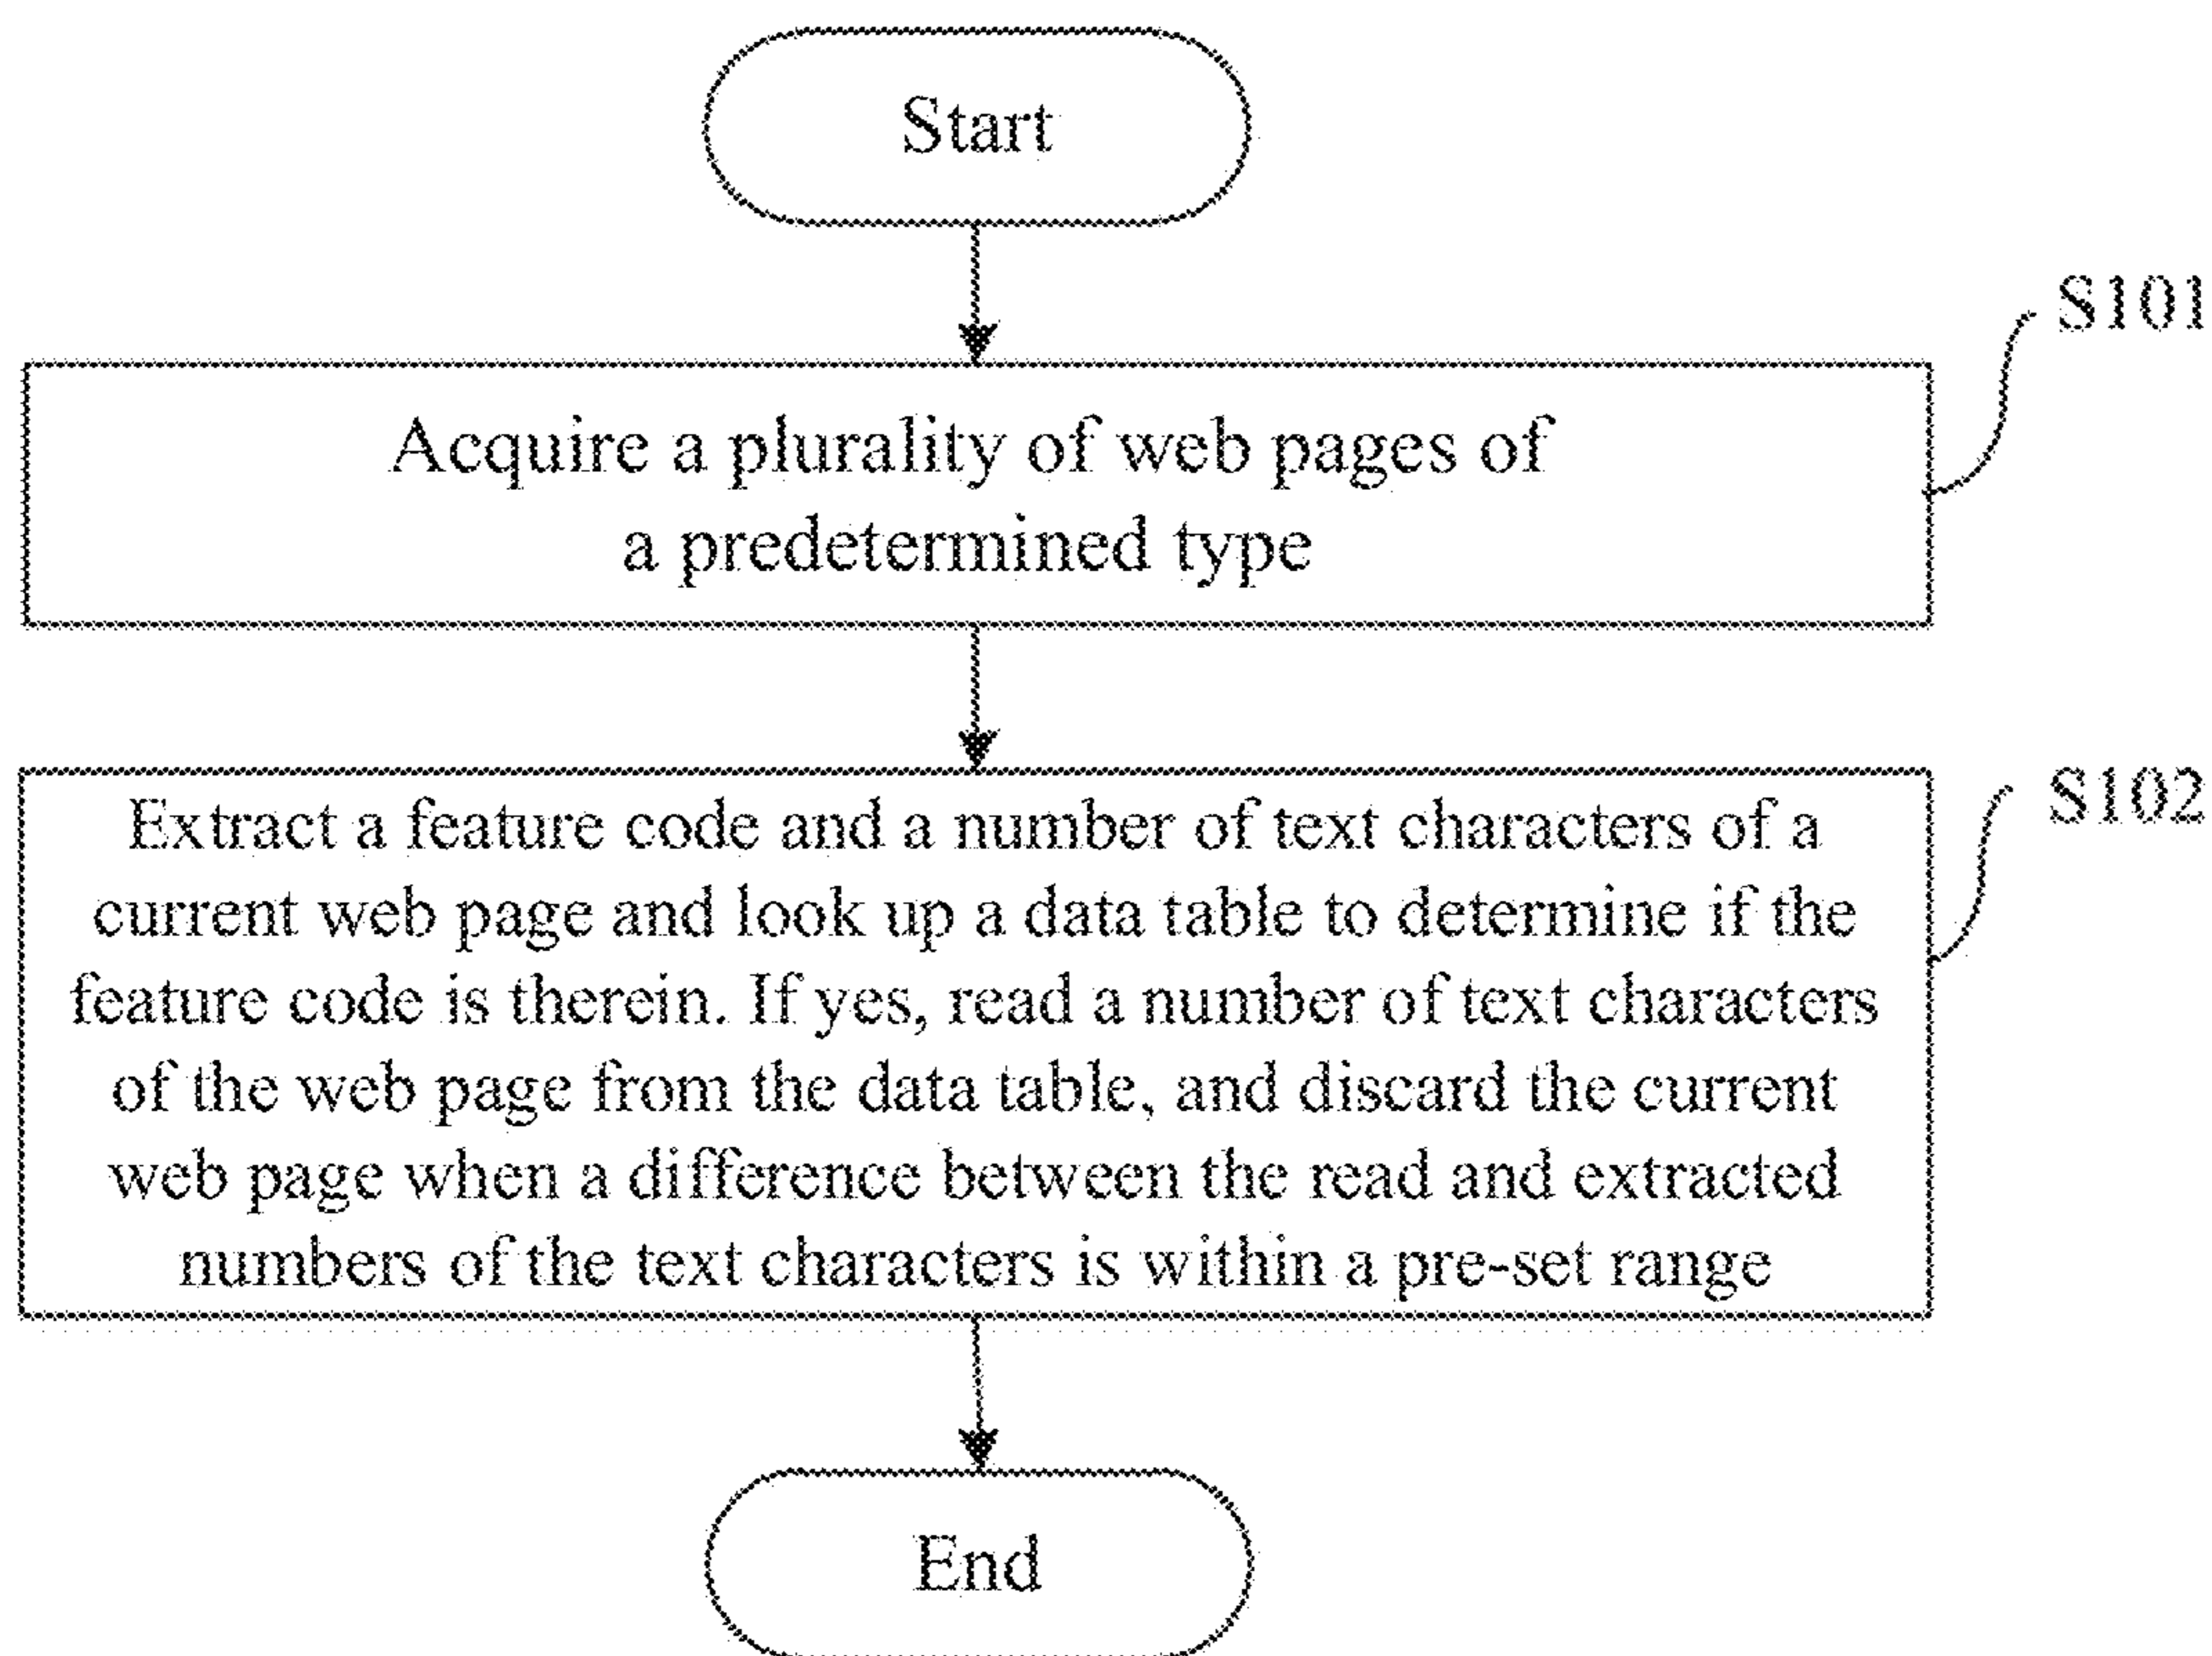 Start
S101
Acquire a plurality of web pages of
a predetermined type
S102
Extract a feature code and a number of text characters of a
current web page and look up a data table to determine if the
feature code is therein. If yes, read a number of text characters
of the web page from the data table, and discard the current
web page when a difference between the read and extracted
numbers of the text characters is within a pre-set range
End